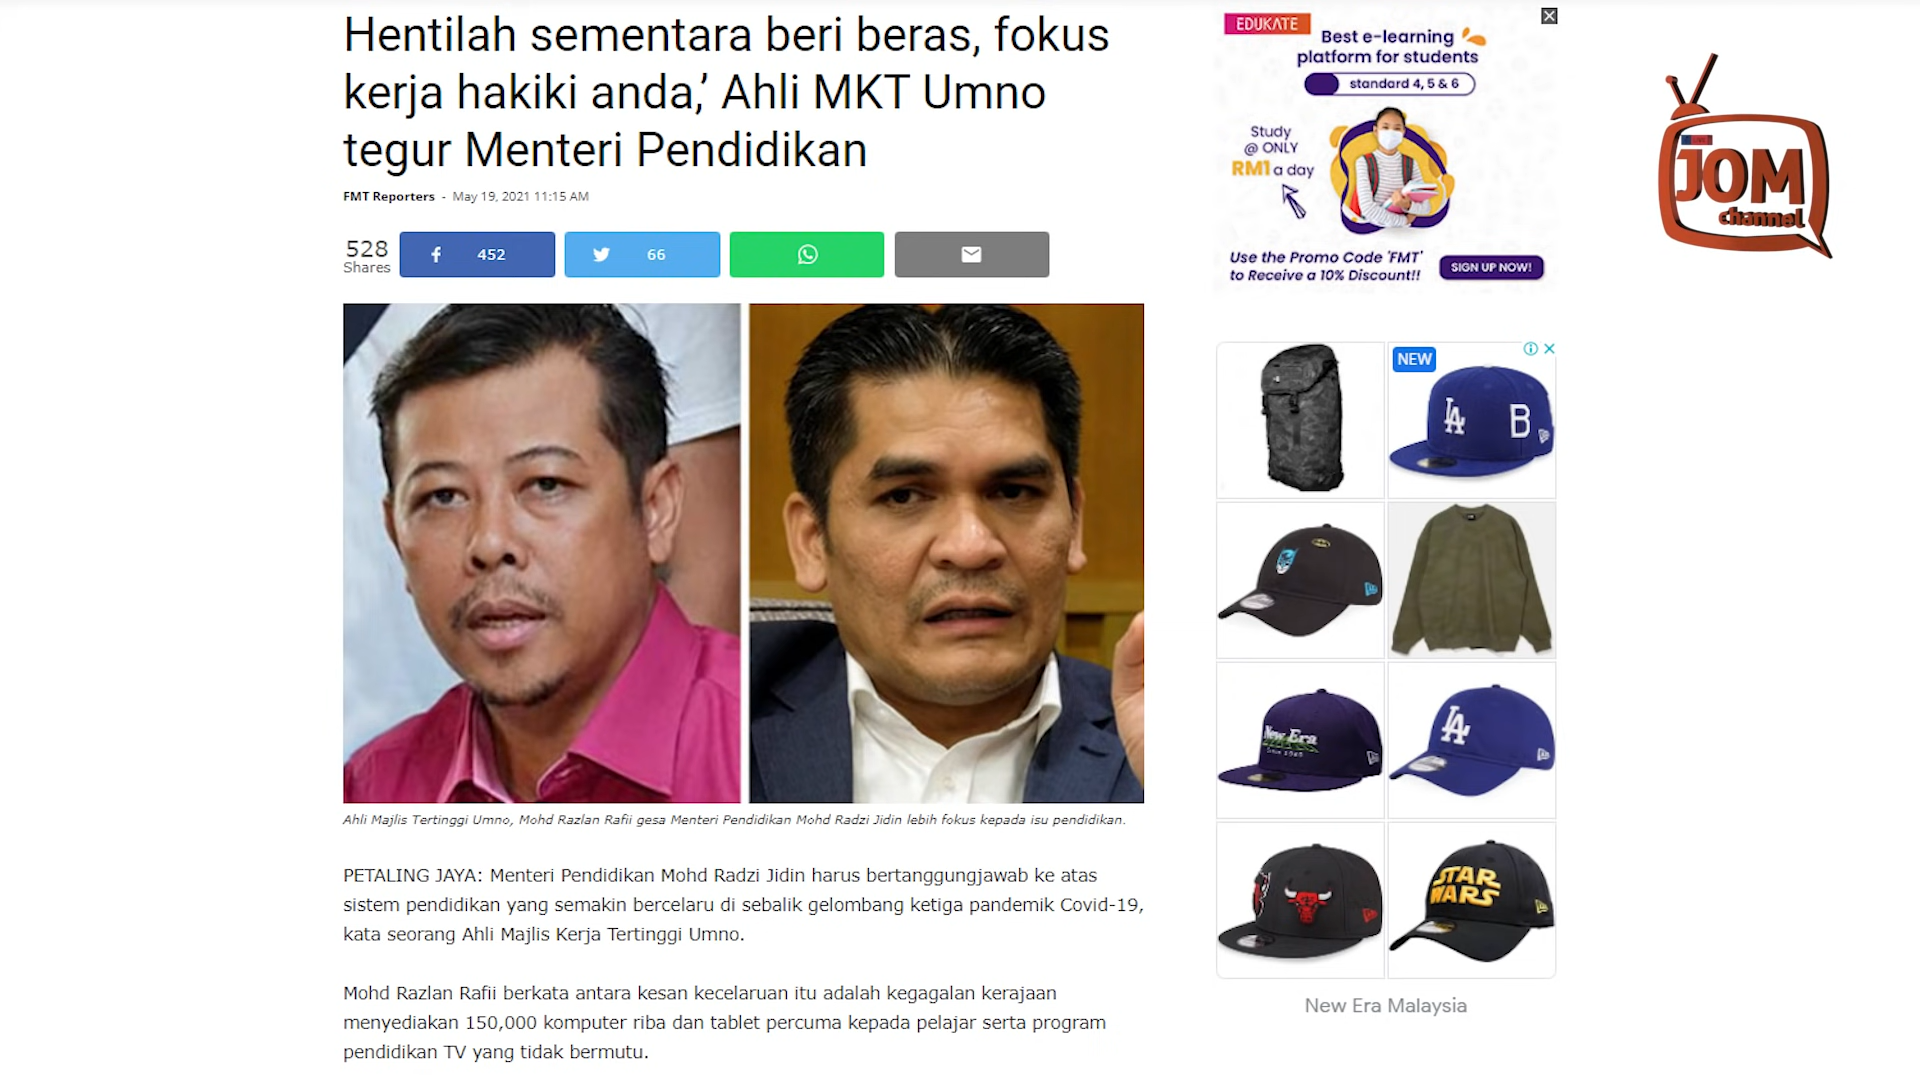 Hentilah sementara beri beras, fokus
kerja hakiki anda,’ Ahli MKT Umno
tegur Menteri Pendidikan
FMT Reporters - May 19, 2021 11:15 AM
528
Shares
452
66
Ahli Majlis Tertinggi Umno, Mohd Razlan Rafii gesa Menteri Pendidikan Mohd Radzi Jidin lebih fokus kepada isu pendidikan.
PETALING JAYA: Menteri Pendidikan Mohd Radzi Jidin harus bertanggungjawab ke atas
sistem pendidikan yang semakin bercelaru di sebalik gelombang ketiga pandemik Covid-19,
kata seorang Ahli Majlis Kerja Tertinggi Umno.
Mohd Razlan Rafii berkata antara kesan kecelaruan itu adalah kegagalan kerajaan
menyediakan 150,000 komputer riba dan tablet percuma kepada pelajar serta program
pendidikan TV yang tidak bermutu.
EDUKATE
Best e-learning
platform for students
standard 4, 5 & 6
Study
@ ONLY
RM1 a day
Use the Promo Code 'FMT'
to Receive a 10% Discount!!
SIGN UP NOW!
NEW
LA
B
New Era
LA
STAR
WARS
New Era Malaysia
JOM
channel